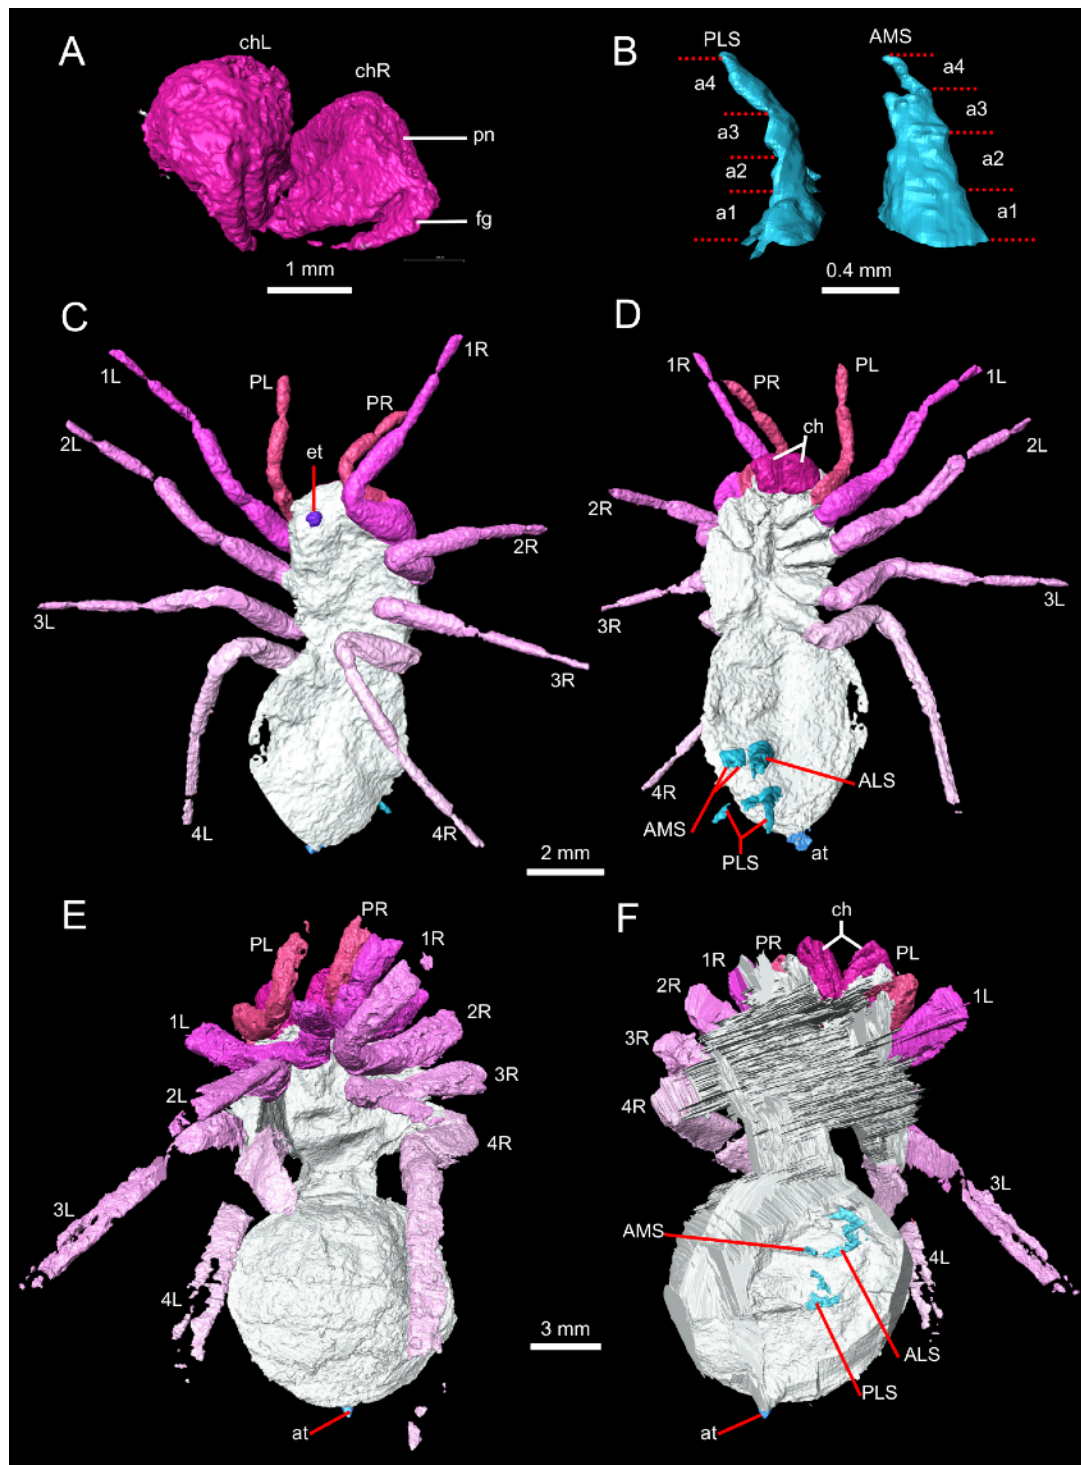 A
chL
chR
pn
fg
1 mm
B
PLS
AMS
a4
a3
a2
a1
a4
a3
a2
a1
0.4 mm
C
1L
PL
PR
1R
2L
et
2R
3L
3R
4L
4R
D
1R
PR
PL
1L
ch
2L
2R
3L
3R
4R
ALS
AMS
PLS
at
2 mm
E
PL
PR
1R
1L
2R
2L
3R
4R
3L
4L
at
3 mm
F
ch
1R
PR
PL
2R
1L
3R
4R
3L
AMS
4L
ALS
PLS
at